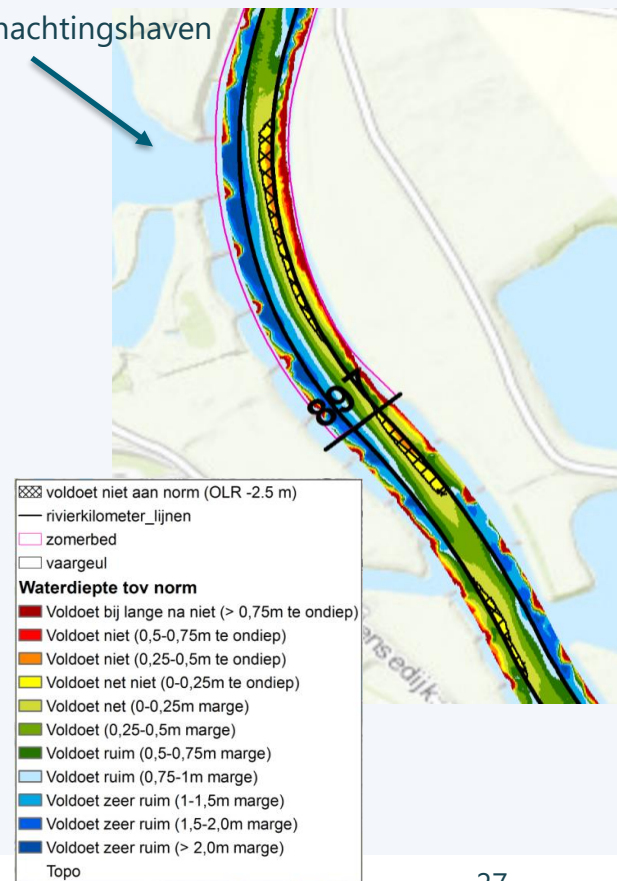 nachtingshaven
897
ensedijk-
voldoet niet aan norm (OLR -2.5 m)
rivierkilometer_lijnen
zomerbed
vaargeul
Waterdiepte tov norm
Voldoet bij lange na niet (> 0,75m te ondiep)
Voldoet niet (0,5-0,75m te ondiep)
Voldoet niet (0,25-0,5m te ondiep)
Voldoet net niet (0-0,25m te ondiep)
Voldoet net (0-0,25m marge)
Voldoet (0,25-0,5m marge)
Voldoet ruim (0,5-0,75m marge)
Voldoet ruim (0,75-1m marge)
Voldoet zeer ruim (1-1,5m marge)
Voldoet zeer ruim (1,5-2,0m marge)
Voldoet zeer ruim (> 2,0m marge)
Topo
27